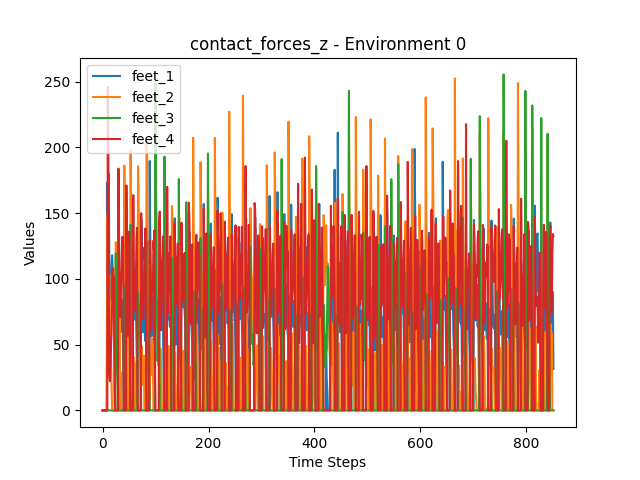 contact_forces_z - Environment 0
feet_1
feet_2
feet_3
feet_4
250
200
150
100
50
0
Values
0
200
400
600
800
Time Steps